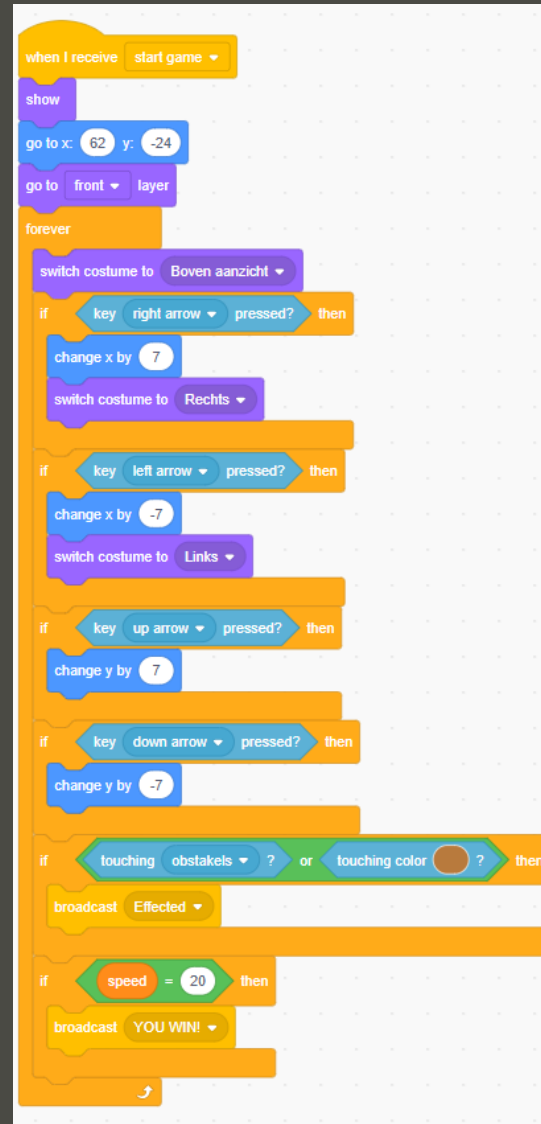 when I receive start game
show
go to x: 62 y: -24
go to front layer
forever
switch costume to Boven aanzicht
if key right arrow pressed? then
change x by 7
switch costume to Rechts
if key left arrow pressed? then
change x by -7
switch costume to Links
if key up arrow pressed? then
change y by 7
if key down arrow pressed? then
change y by -7
if touching obstakels ? or touching color ? then
broadcast Effected
if speed = 20 then
broadcast YOU WIN!